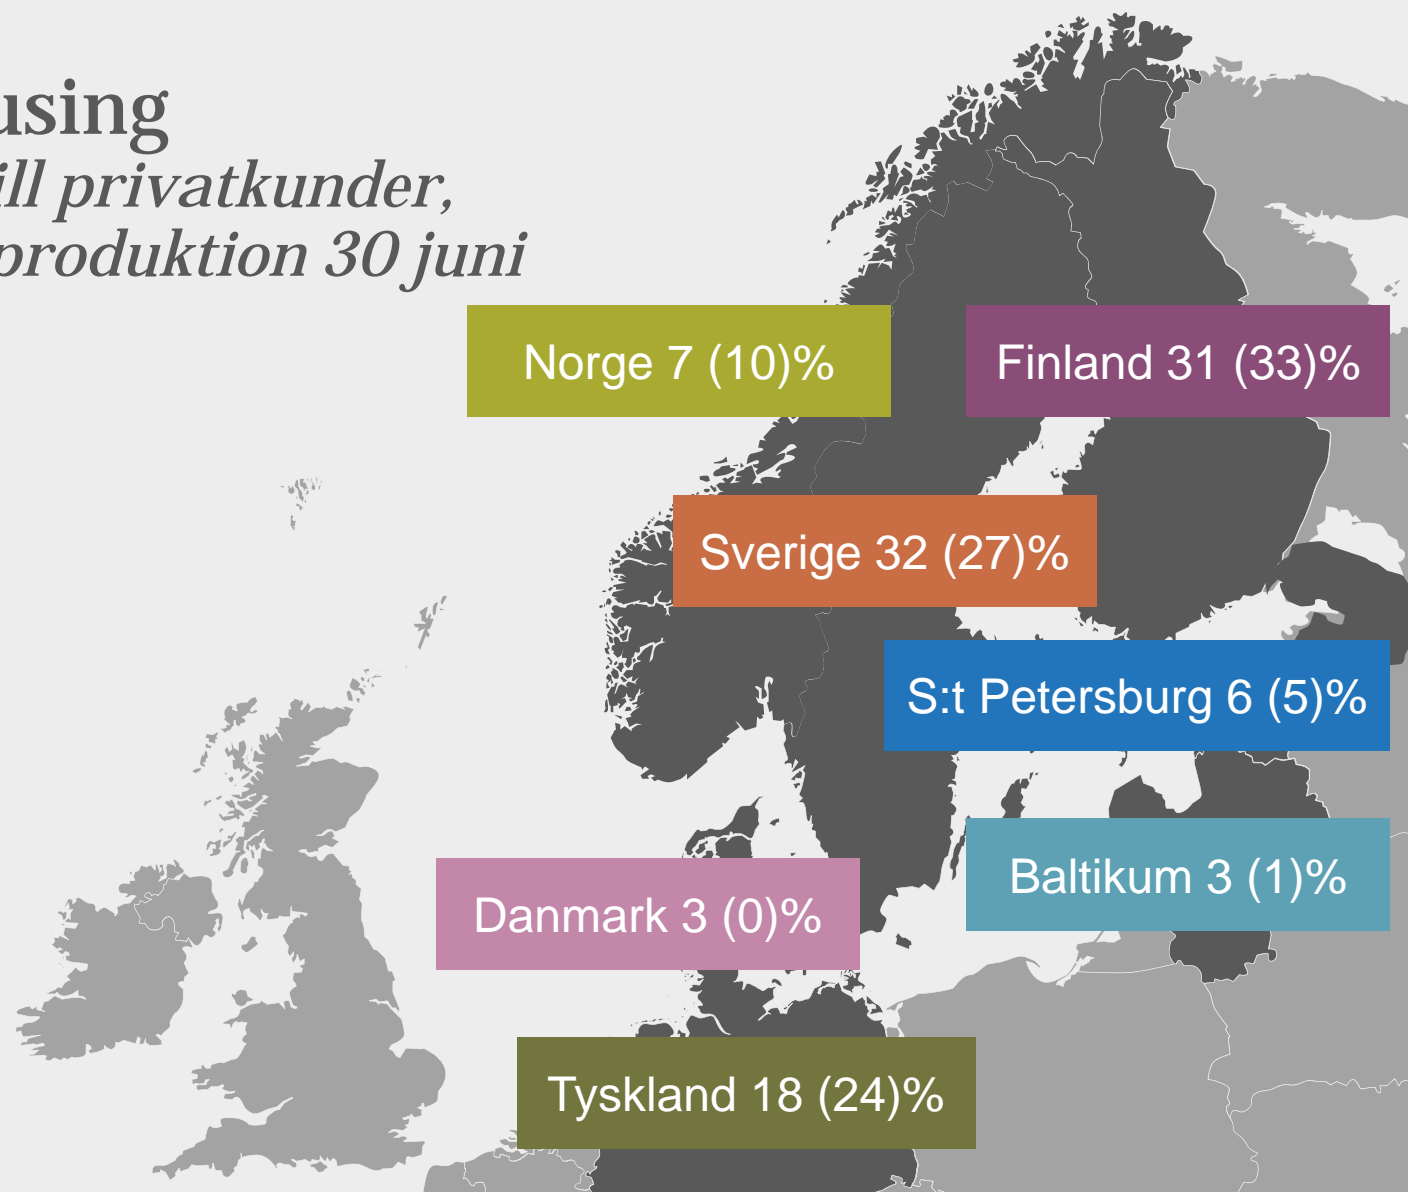 using
ill privatkunder,
produktion 30 juni
Norge 7 (10)%
Finland 31 (33)%
Sverige 32 (27)%
S:t Petersburg 6 (5)%
Baltikum 3 (1)%
Danmark 3 (0)%
Tyskland 18 (24)%